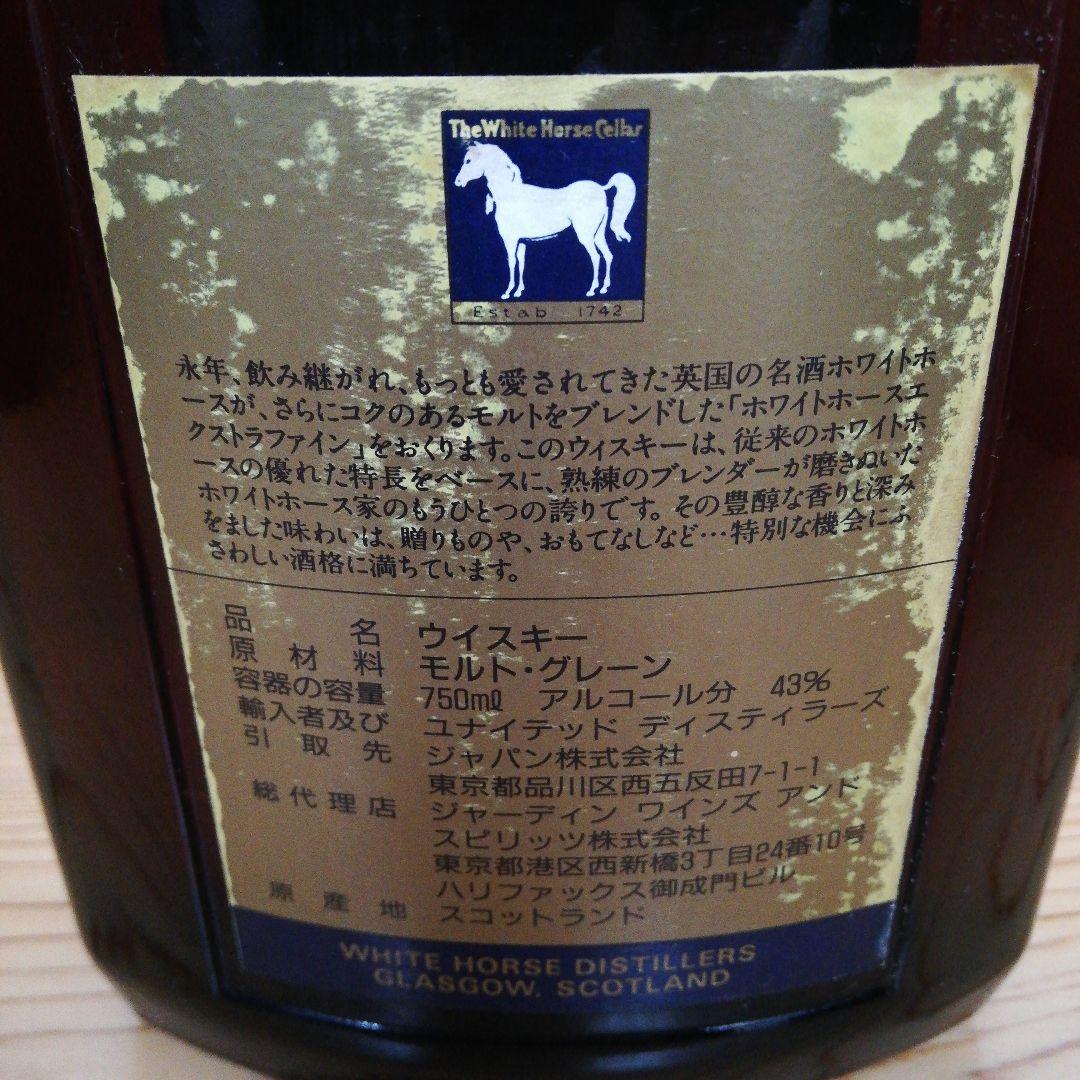 The White Horse Cellar
Estab 1742
永年、飲み継がれ、もっとも愛されてきた英国の名酒ホワイトホ
ースが、さらにコクのあるモルトをブレンドした「ホワイトホースエ
クストラファイン」をおくります。このウィスキーは、従来のホワイトホ
ースの優れた特長をベースに、熟練のブレンダーが磨きぬいた
ホワイトホース家のもうひとつの誇りです。その豊醇な香りと深み
をました味わいは、贈りものや、おもてなしなど…特別な機会にふ
さわしい酒格に満ちています。
品名 ウイスキー
原材料 モルト・グレーン
容器の容量 750mℓ アルコール分 43%
輸入者及び ユナイテッド ディスティラーズ
引取先 ジャパン株式会社
東京都品川区西五反田7-1-1
総代理店 ジャーディン ワインズ アンド
スピリッツ株式会社
東京都港区西新橋3丁目24番10号
ハリファックス御成門ビル
原産地 スコットランド
WHITE HORSE DISTILLERS
GLASGOW, SCOTLAND